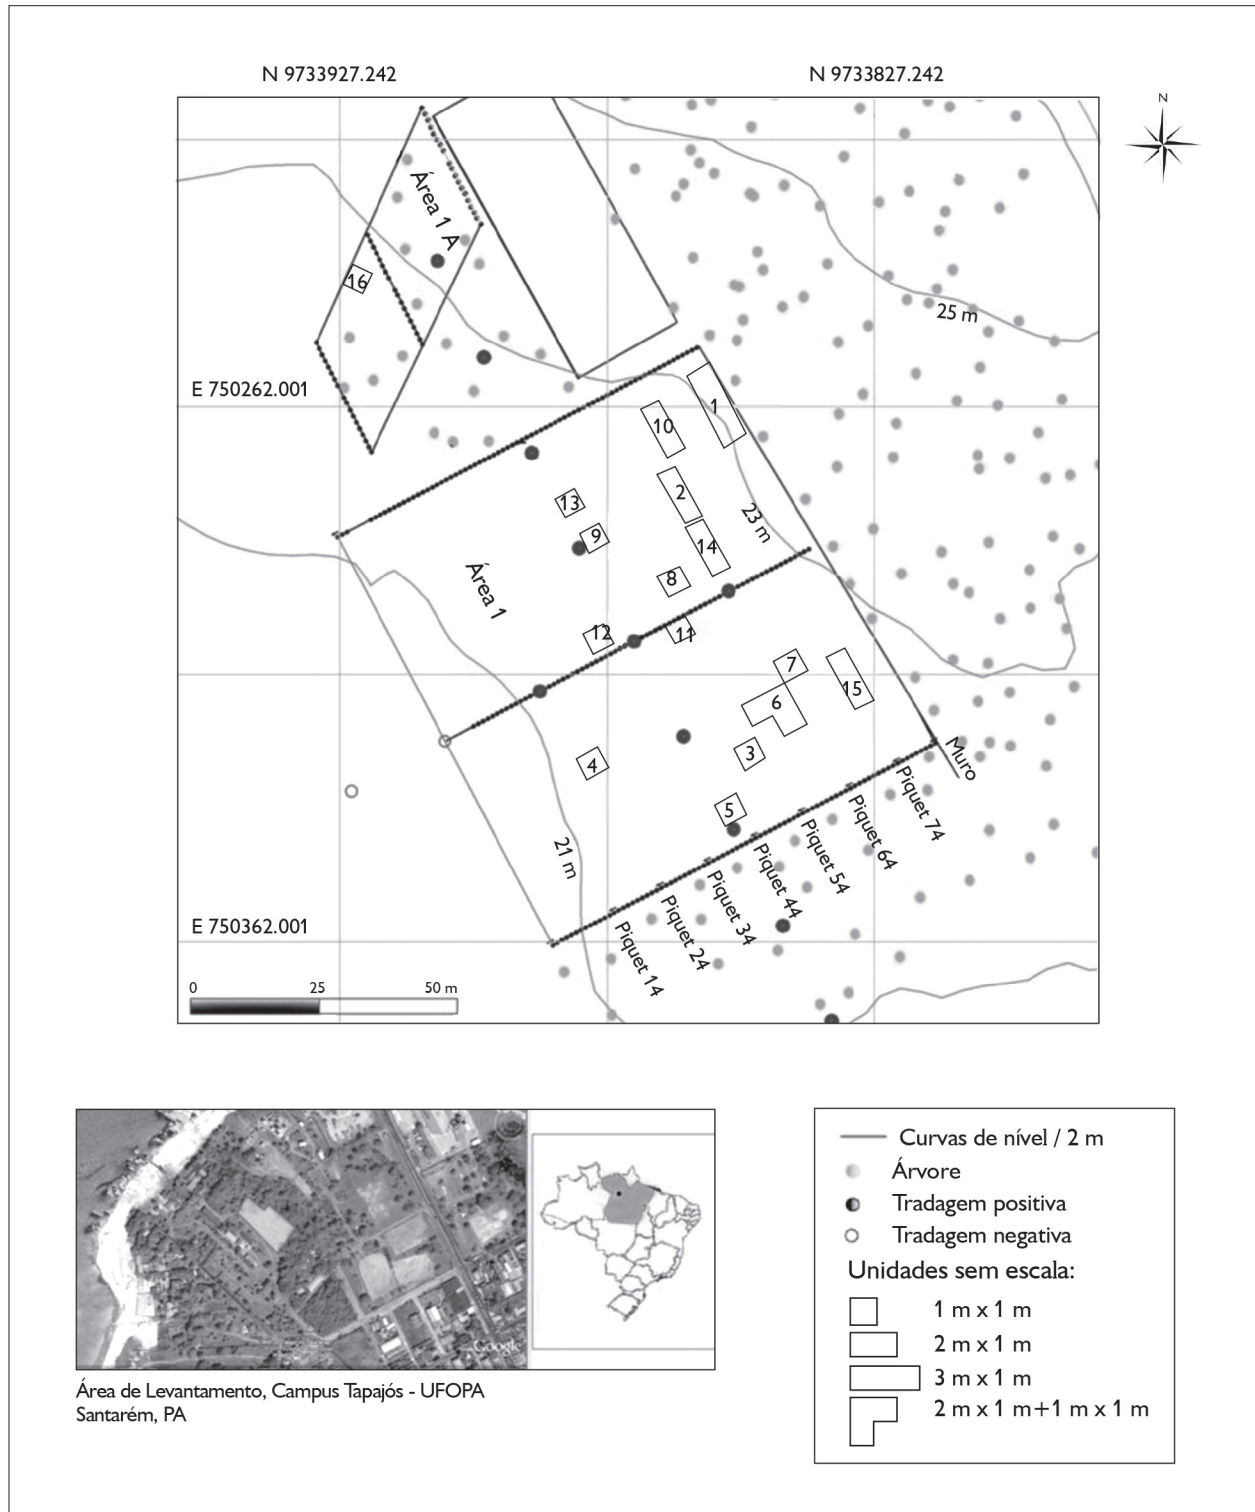 N 9733927.242
N 9733827.242
N
Área 1 A
16
25 m
E 750262.001
1
10
2
13
23 m
9
14
8
Área 1
12
11
7
15
6
3
4
Muro
5
21 m
Piquet 74
Piquet 64
Piquet 54
Piquet 44
Piquet 34
Piquet 24
Piquet 14
E 750362.001
0 25 50 m
Google
Área de Levantamento, Campus Tapajós - UFOPA
Santarém, PA
Curvas de nível / 2 m
Árvore
Tradagem positiva
Tradagem negativa
Unidades sem escala:
1 m x 1 m
2 m x 1 m
3 m x 1 m
2 m x 1 m+1 m x 1 m